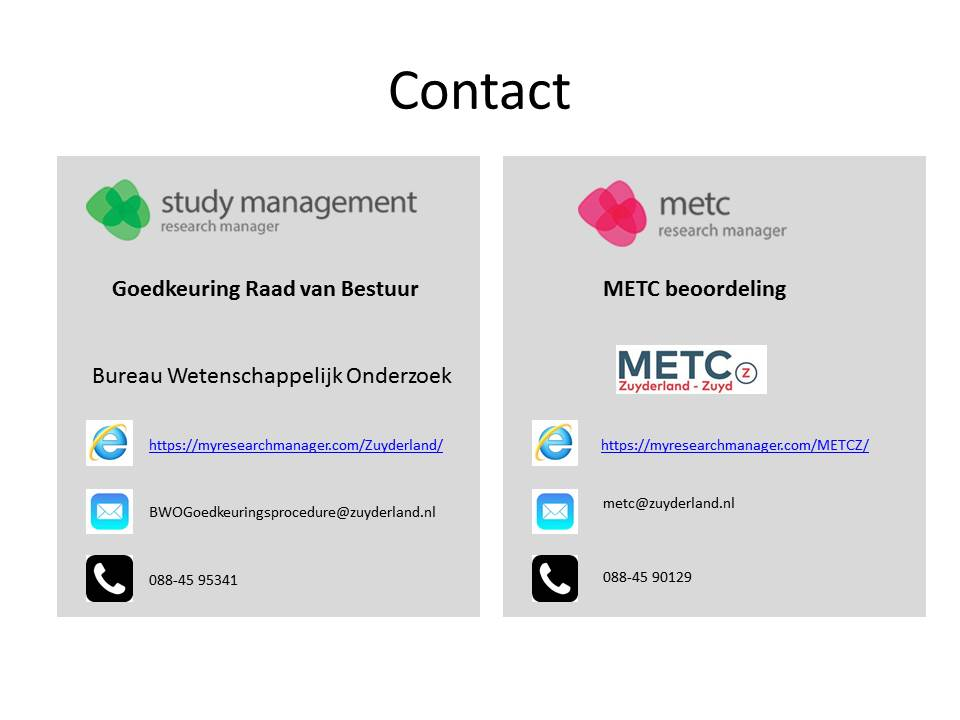 Contact
study management
research manager
Goedkeuring Raad van Bestuur
Bureau Wetenschappelijk Onderzoek
https://myresearchmanager.com/Zuyderland/
BWOGoedkeuringsprocedure@zuyderland.nl
088-45 95341
metc
research manager
METC beoordeling
METC z
Zuyderland - Zuyd
https://myresearchmanager.com/METCZ/
metc@zuyderland.nl
088-45 90129